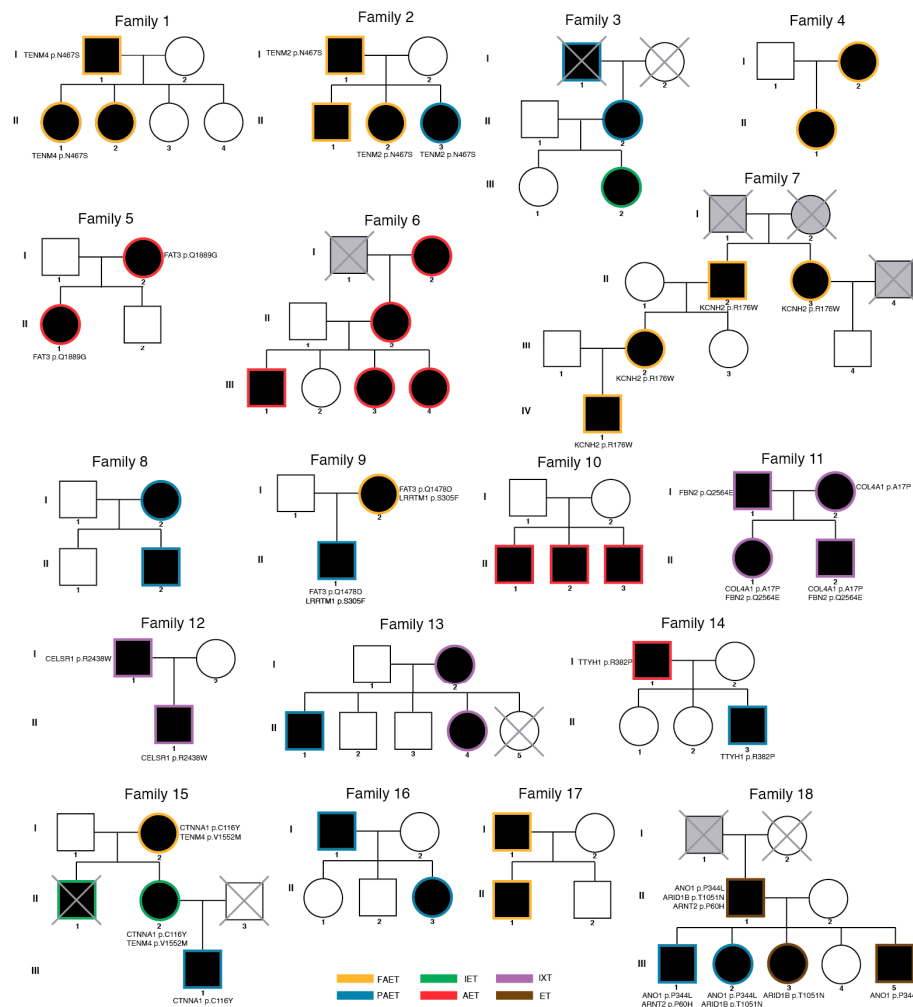 Family 1
I
TENM4 p.N467S
1
2
II
1
2
3
4
TENM4 p.N467S
Family 2
I
TENM2 p.N467S
1
2
II
1
2
3
TENM2 p.N467S
TENM2 p.N467S
Family 3
I
1
2
II
1
2
III
1
2
Family 4
I
1
2
II
1
Family 5
I
1
2
FAT3 p.Q1889G
II
1
2
FAT3 p.Q1889G
Family 6
I
1
2
II
1
2
III
1
2
3
4
Family 7
I
1
2
II
1
2
3
4
KCNH2 p.R176W
KCNH2 p.R176W
III
1
2
3
4
KCNH2 p.R176W
IV
1
KCNH2 p.R176W
Family 8
I
1
2
II
1
2
Family 9
I
1
2
FAT3 p.Q1478D
LRRTM1 p.S305F
II
1
FAT3 p.Q1478D
LRRTM1 p.S305F
Family 10
I
1
2
II
1
2
3
Family 11
I
FBN2 p.Q2564E
1
2
COL4A1 p.A17P
II
1
2
COL4A1 p.A17P
FBN2 p.Q2564E
COL4A1 p.A17P
FBN2 p.Q2564E
Family 12
I
CELSR1 p.R2438W
1
2
II
1
CELSR1 p.R2438W
Family 13
I
1
2
II
1
2
3
4
5
Family 14
I
TTYH1 p.R382P
1
2
II
1
2
3
TTYH1 p.R382P
Family 15
I
1
2
CTNNA1 p.C116Y
TENM4 p.V1552M
II
1
2
3
CTNNA1 p.C116Y
TENM4 p.V1552M
III
1
CTNNA1 p.C116Y
Family 16
I
1
2
II
1
2
3
Family 17
I
1
2
II
1
2
Family 18
I
1
2
II
ANO1 p.P344L
ARID1B p.T1051N
ARNT2 p.P60H
1
2
III
1
2
3
4
5
ANO1 p.P344L
ARNT2 p.P60H
ANO1 p.P344L
ARID1B p.T1051N
ARID1B p.T1051N
ANO1 p.P344L
FAET
IET
IXT
PAET
AET
ET